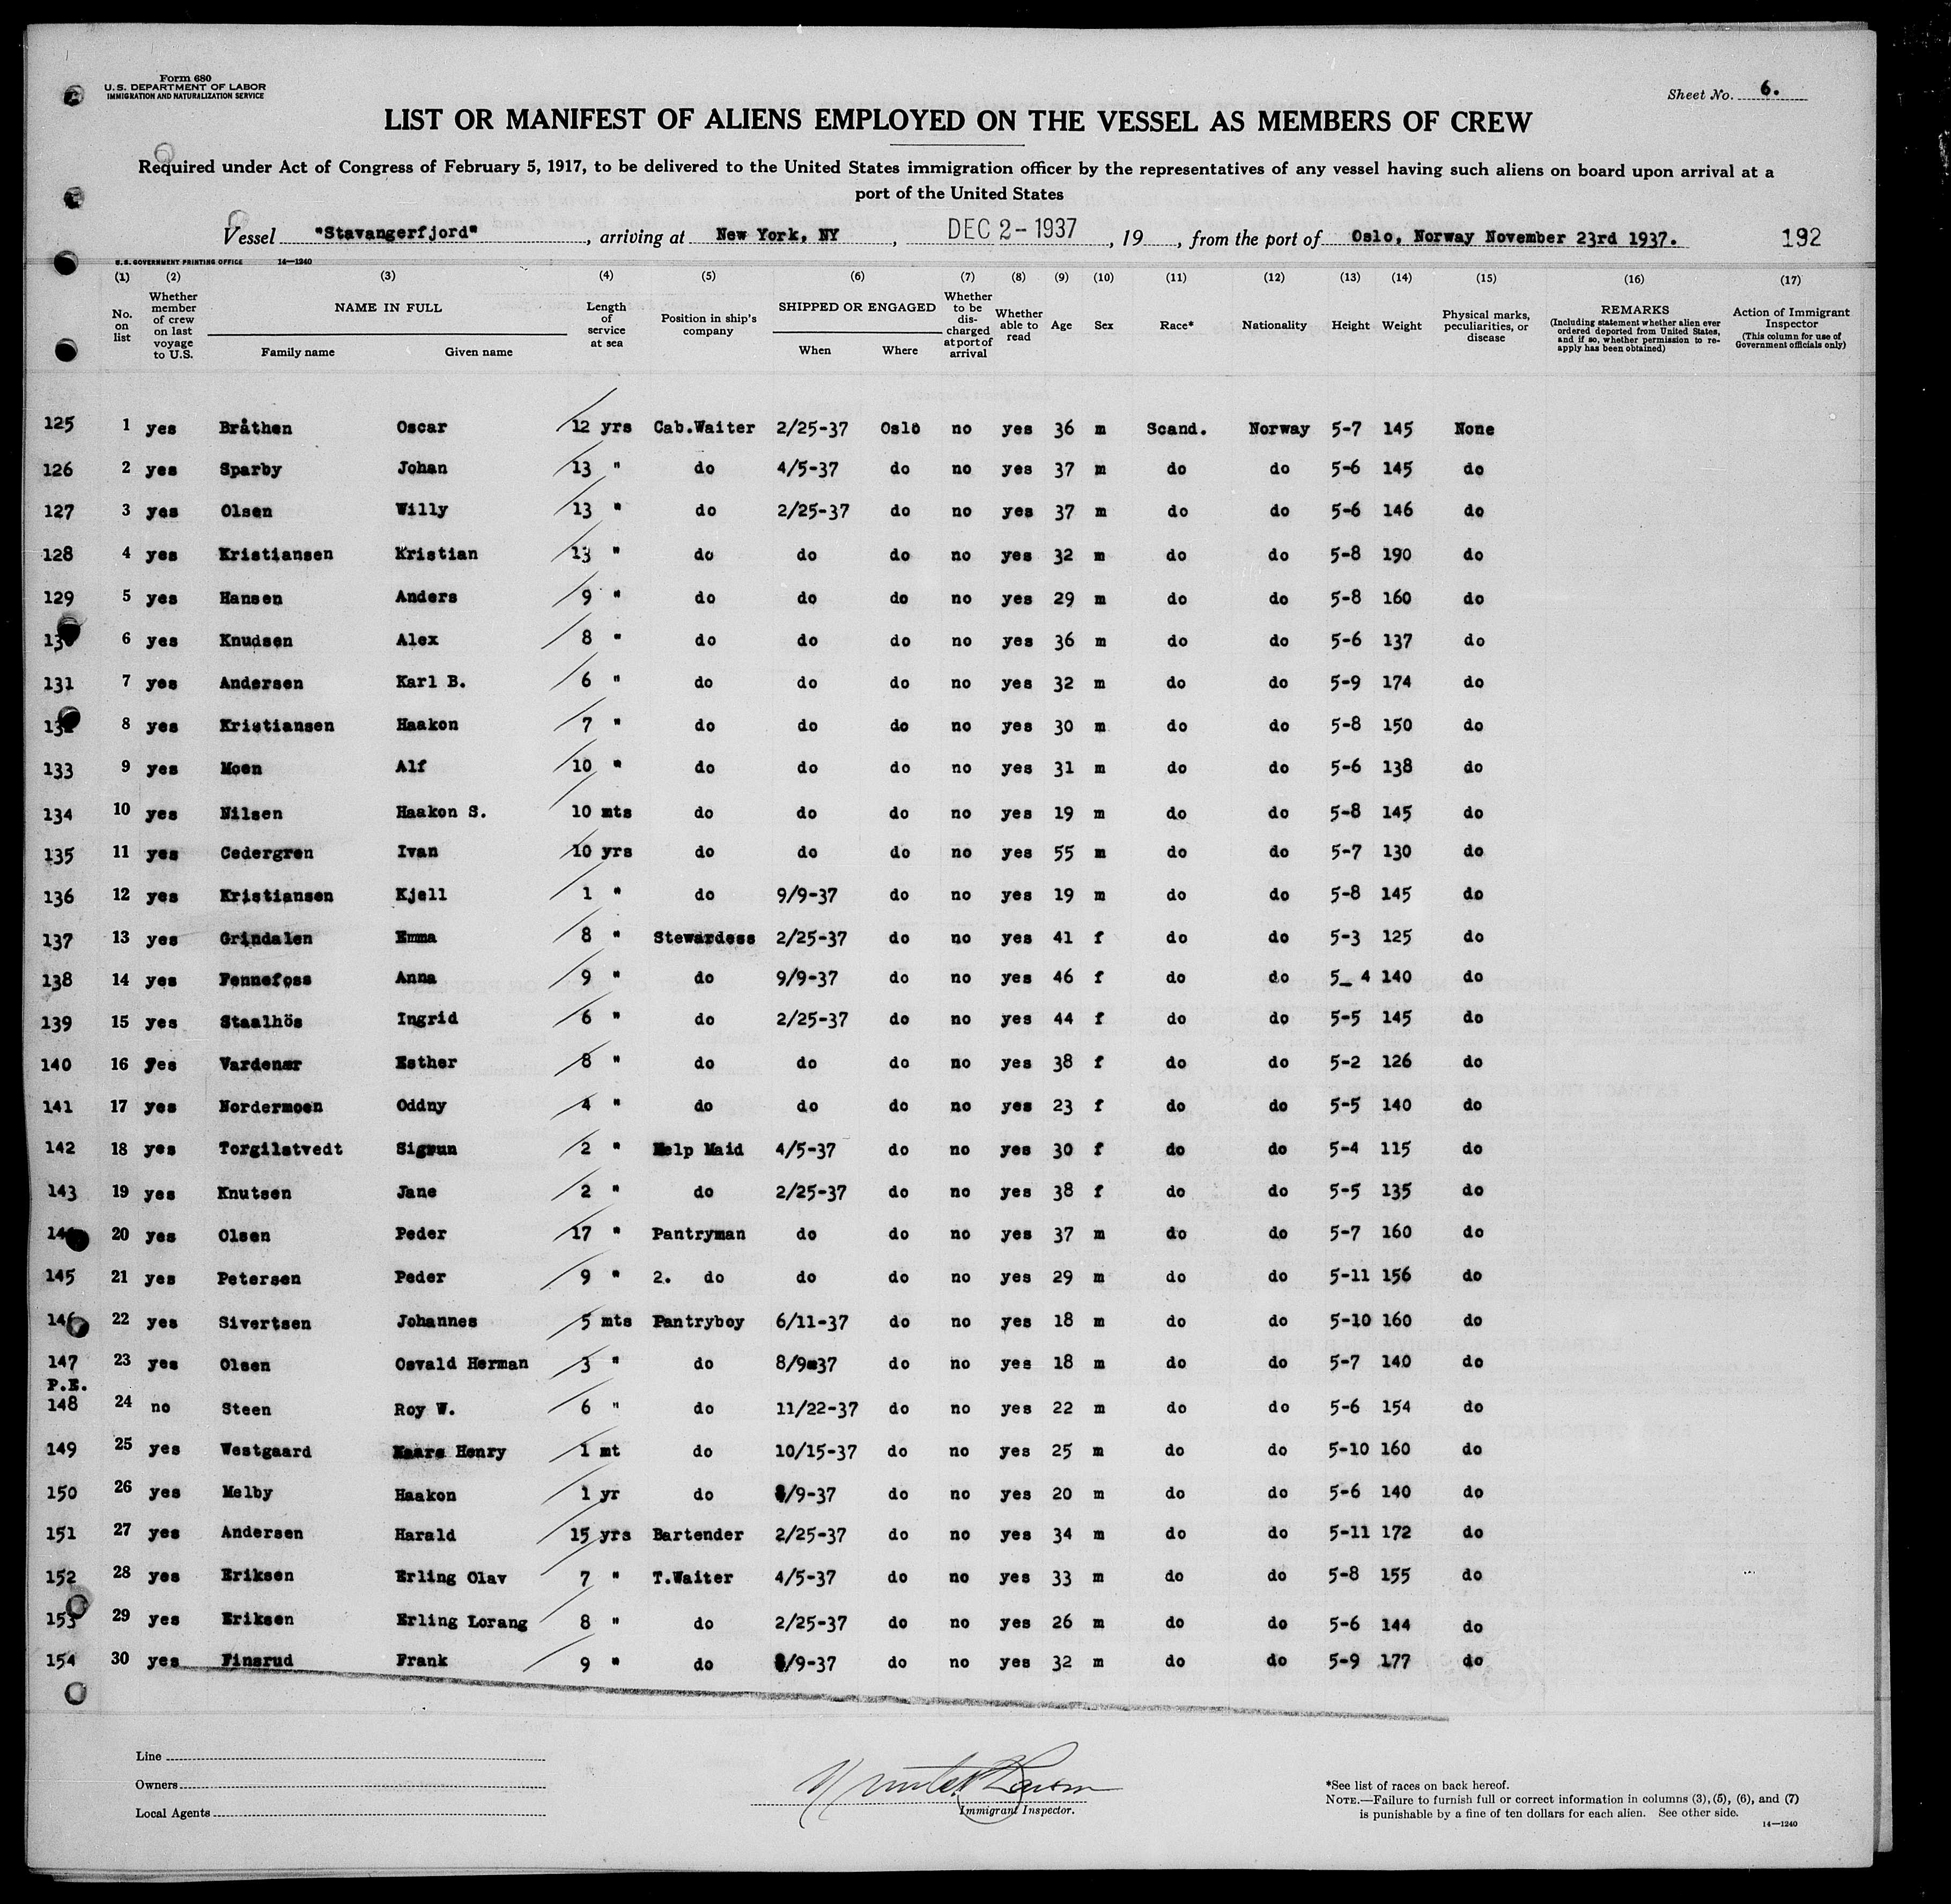 Form 680
U. S. DEPARTMENT OF LABOR
IMMIGRATION AND NATURALIZATION SERVICE
Sheet No. 6.
LIST OR MANIFEST OF ALIENS EMPLOYED ON THE VESSEL AS MEMBERS OF CREW
Required under Act of Congress of February 5, 1917, to be delivered to the United States immigration officer by the representatives of any vessel having such aliens on board upon arrival at a
port of the United States
Vessel "Stavangerfjord", arriving at New York, NY, DEC 2-1937, 19, from the port of Oslo, Norway November 23rd 1937. 192
U.S. GOVERNMENT PRINTING OFFICE 14—1240
(1) (2) (3) (4) (5) (6) (7) (8) (9) (10) (11) (12) (13) (14) (15) (16) (17)
No. on list
Whether member of crew on last voyage to U.S.
NAME IN FULL
Family name Given name
Length of service at sea
Position in ship's company
SHIPPED OR ENGAGED
When Where
Whether to be discharged at port of arrival
Whether able to read
Age
Sex
Race*
Nationality
Height
Weight
Physical marks, peculiarities, or disease
REMARKS
(Including statement whether alien ever ordered deported from United States, and if so, whether permission to re-apply has been obtained)
Action of Immigrant Inspector
(This column for use of Government officials only)
125 1 yes Bråthen Oscar 12 yrs Cab.Waiter 2/25-37 Oslo no yes 36 m Scand. Norway 5-7 145 None
126 2 yes Sparby Johan 13 " do 4/5-37 do no yes 37 m do do 5-6 145 do
127 3 yes Olsen Willy 13 " do 2/25-37 do no yes 37 m do do 5-6 146 do
128 4 yes Kristiansen Kristian 13 " do do do no yes 32 m do do 5-8 190 do
129 5 yes Hansen Anders 9 " do do do no yes 29 m do do 5-8 160 do
6 yes Knudsen Alex 8 " do do do no yes 36 m do do 5-6 137 do
131 7 yes Andersen Karl B. 6 " do do do no yes 32 m do do 5-9 174 do
8 yes Kristiansen Haakon 7 " do do do no yes 30 m do do 5-8 150 do
133 9 yes Moen Alf 10 " do do do no yes 31 m do do 5-6 138 do
134 10 yes Nilsen Haakon S. 10 mts do do do no yes 19 m do do 5-8 145 do
135 11 yes Cedergren Ivan 10 yrs do do do no yes 55 m do do 5-7 130 do
136 12 yes Kristiansen Kjell 1 " do 9/9-37 do no yes 19 m do do 5-8 145 do
137 13 yes Grindalen Emma 8 " Stewardess 2/25-37 do no yes 41 f do do 5-3 125 do
138 14 yes Fennefoss Anna 9 " do 9/9-37 do no yes 46 f do do 5_ 4 140 do
139 15 yes Staalhös Ingrid 6 " do 2/25-37 do no yes 44 f do do 5-5 145 do
140 16 yes Vardenær Esther 8 " do do do no yes 38 f do do 5-2 126 do
141 17 yes Nordermoen Oddny 4 " do do do no yes 23 f do do 5-5 140 do
142 18 yes Torgilstvedt Sigrun 2 " Help Maid 4/5-37 do no yes 30 f do do 5-4 115 do
143 19 yes Knutsen Jane 2 " do 2/25-37 do no yes 38 f do do 5-5 135 do
20 yes Olsen Peder 17 " Pantryman do do no yes 37 m do do 5-7 160 do
145 21 yes Petersen Peder 9 " 2. do do do no yes 29 m do do 5-11 156 do
146 22 yes Sivertsen Johannes 5 mts Pantryboy 6/11-37 do no yes 18 m do do 5-10 160 do
147 23 yes Olsen Osvald Herman 3 " do 8/9-37 do no yes 18 m do do 5-7 140 do
P.E.
148 24 no Steen Roy W. 6 " do 11/22-37 do no yes 22 m do do 5-6 154 do
149 25 yes Westgaard Henry 1 mt do 10/15-37 do no yes 25 m do do 5-10 160 do
150 26 yes Melby Haakon 1 yr do /9-37 do no yes 20 m do do 5-6 140 do
151 27 yes Andersen Harald 15 yrs Bartender 2/25-37 do no yes 34 m do do 5-11 172 do
152 28 yes Eriksen Erling Olav 7 " T.Waiter 4/5-37 do no yes 33 m do do 5-8 155 do
153 29 yes Eriksen Erling Lorang 8 " do 2/25-37 do no yes 26 m do do 5-6 144 do
154 30 yes Finsrud Frank 9 " do /9-37 do no yes 32 m do do 5-9 177 do
Line
Owners
Local Agents
Immigrant Inspector.
*See list of races on back hereof.
NOTE.—Failure to furnish full or correct information in columns (3), (5), (6), and (7)
is punishable by a fine of ten dollars for each alien. See other side.
14—1240